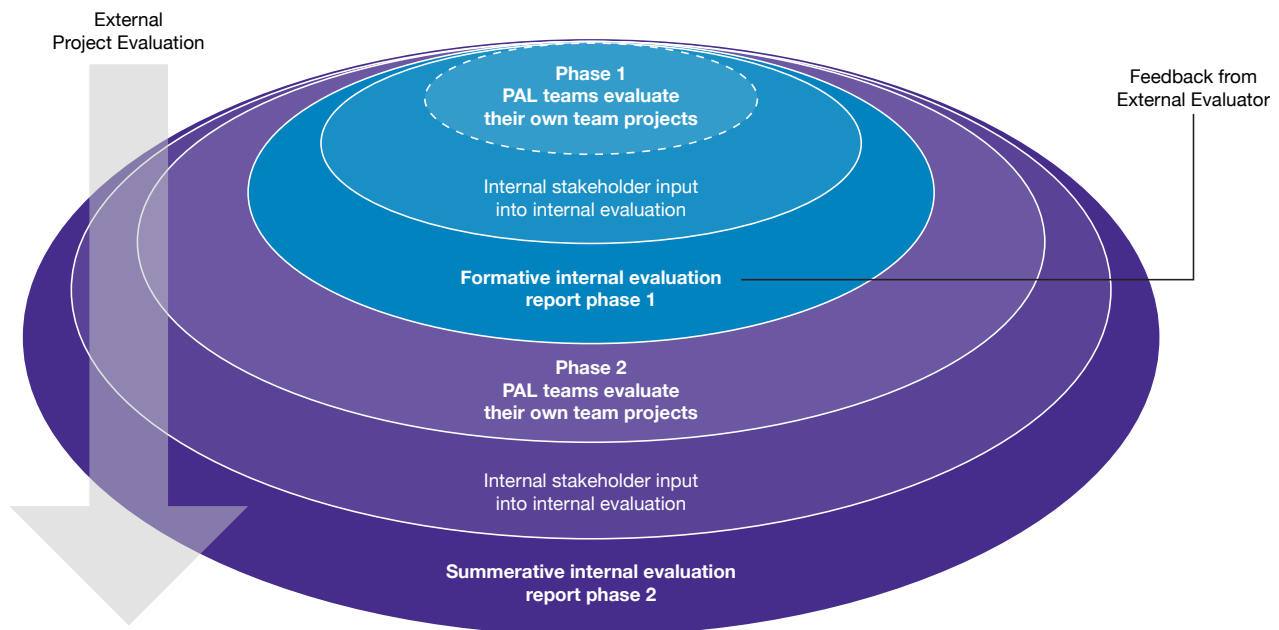 External
Project Evaluation
Phase 1
PAL teams evaluate
their own team projects
Feedback from
External Evaluator
Internal stakeholder input
into internal evaluation
Formative internal evaluation
report phase 1
Phase 2
PAL teams evaluate
their own team projects
Internal stakeholder input
into internal evaluation
Summerative internal evaluation
report phase 2